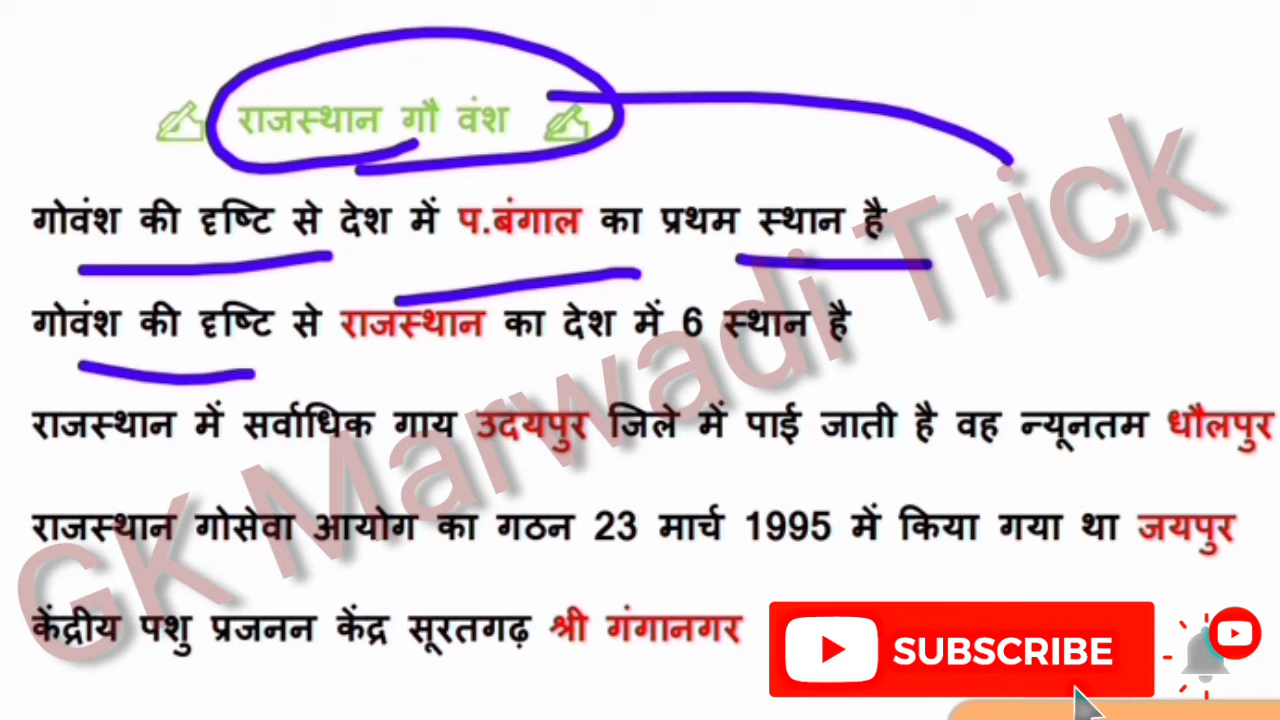 राजस्थान गौ वंश
गोवंश की दृष्टि से देश में प.बंगाल का प्रथम स्थान है
गोवंश की दृष्टि से राजस्थान का देश में 6 स्थान है
राजस्थान में सर्वाधिक गाय उदयपुर जिले में पाई जाती है वह न्यूनतम धौलपुर
राजस्थान गोसेवा आयोग का गठन 23 मार्च 1995 में किया गया था जयपुर
केंद्रीय पशु प्रजनन केंद्र सूरतगढ़ श्री गंगानगर
SUBSCRIBE
GK Marwadi Trick